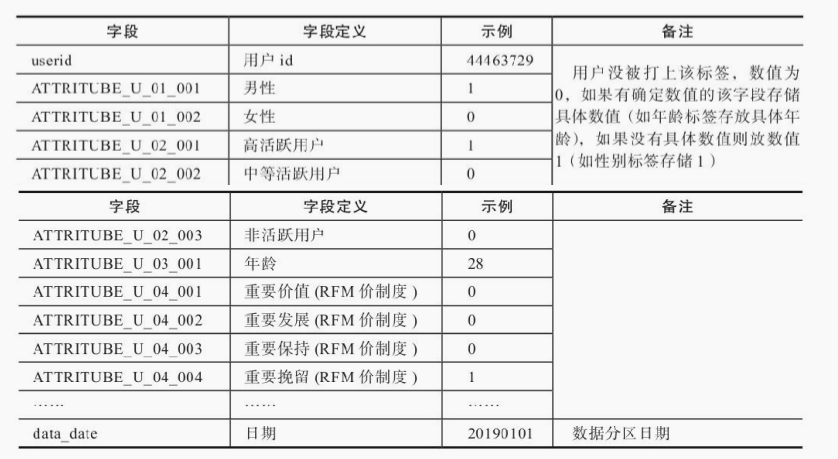 字段 字段定义 示例 备注
userid 用户 id 44463729
ATTRITUBE_U_01_001 男性 1
ATTRITUBE_U_01_002 女性 0
ATTRITUBE_U_02_001 高活跃用户 1
ATTRITUBE_U_02_002 中等活跃用户 0
用户没被打上该标签，数值为
0，如果有确定数值的该字段存储
具体数值（如年龄标签存放具体年
龄），如果没有具体数值则放数值
1（如性别标签存储 1）
字段 字段定义 示例 备注
ATTRITUBE_U_02_003 非活跃用户 0
ATTRITUBE_U_03_001 年龄 28
ATTRITUBE_U_04_001 重要价值 (RFM 价制度 ) 0
ATTRITUBE_U_04_002 重要发展 (RFM 价制度 ) 0
ATTRITUBE_U_04_003 重要保持 (RFM 价制度 ) 0
ATTRITUBE_U_04_004 重要挽留 (RFM 价制度 ) 1
…… …… ……
data_date 日期 20190101 数据分区日期